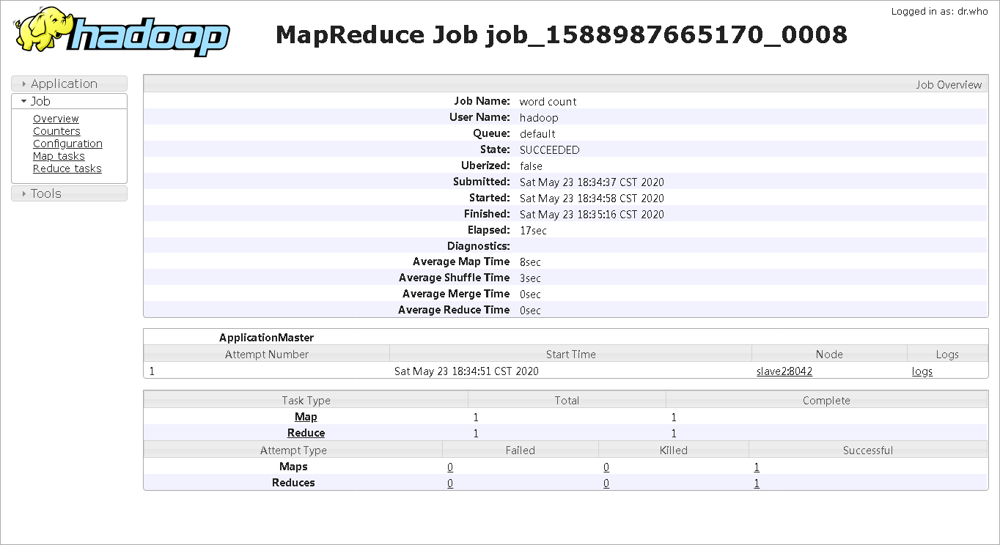 Logged in as: dr.who
hadoop
MapReduce Job job_1588987665170_0008
Application
Job
Overview
Counters
Configuration
Map tasks
Reduce tasks
Tools
Job Overview
Job Name: word count
User Name: hadoop
Queue: default
State: SUCCEEDED
Uberized: false
Submitted: Sat May 23 18:34:37 CST 2020
Started: Sat May 23 18:34:58 CST 2020
Finished: Sat May 23 18:35:16 CST 2020
Elapsed: 17sec
Diagnostics:
Average Map Time 8sec
Average Shuffle Time 3sec
Average Merge Time 0sec
Average Reduce Time 0sec
ApplicationMaster
Attempt Number Start Time Node Logs
1 Sat May 23 18:34:51 CST 2020 slave2:8042 logs
Task Type Total Complete
Map 1 1
Reduce 1 1
Attempt Type Failed Killed Successful
Maps 0 0 1
Reduces 0 0 1